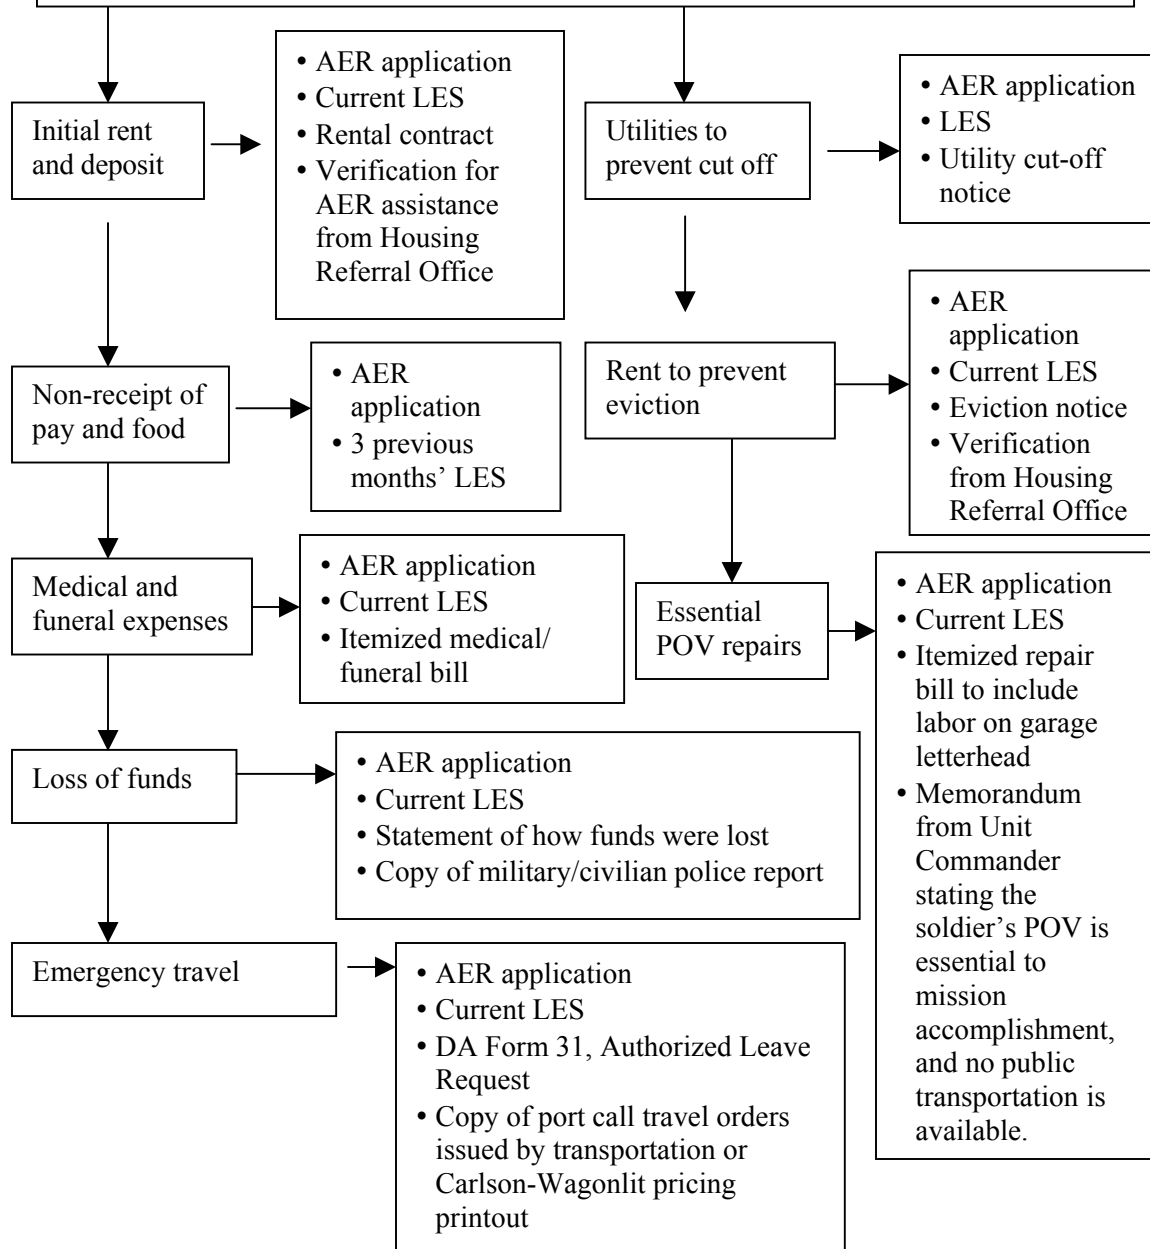 Initial rent
and deposit
• AER application
• Current LES
• Rental contract
• Verification for
AER assistance
from Housing
Referral Office
Utilities to
prevent cut off
• AER application
• LES
• Utility cut-off
notice
Non-receipt of
pay and food
• AER
application
• 3 previous
months’ LES
Rent to prevent
eviction
• AER
application
• Current LES
• Eviction notice
• Verification
from Housing
Referral Office
Medical and
funeral expenses
• AER application
• Current LES
• Itemized medical/
funeral bill
Essential
POV repairs
• AER application
• Current LES
• Itemized repair
bill to include
labor on garage
letterhead
• Memorandum
from Unit
Commander
stating the
soldier’s POV is
essential to
mission
accomplishment,
and no public
transportation is
available.
Loss of funds
• AER application
• Current LES
• Statement of how funds were lost
• Copy of military/civilian police report
Emergency travel
• AER application
• Current LES
• DA Form 31, Authorized Leave
Request
• Copy of port call travel orders
issued by transportation or
Carlson-Wagonlit pricing
printout